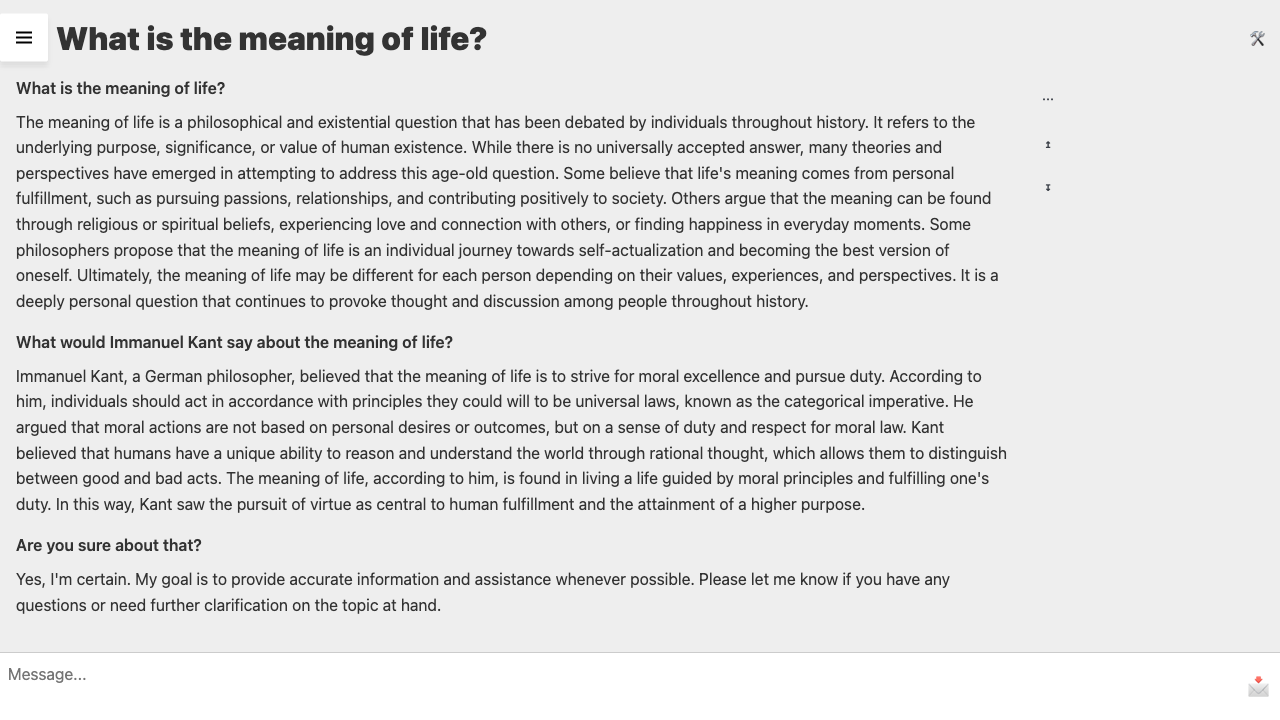 What is the meaning of life?
What is the meaning of life?
...
The meaning of life is a philosophical and existential question that has been debated by individuals throughout history. It refers to the
underlying purpose, significance, or value of human existence. While there is no universally accepted answer, many theories and
perspectives have emerged in attempting to address this age-old question. Some believe that life's meaning comes from personal
fulfillment, such as pursuing passions, relationships, and contributing positively to society. Others argue that the meaning can be found
through religious or spiritual beliefs, experiencing love and connection with others, or finding happiness in everyday moments. Some
philosophers propose that the meaning of life is an individual journey towards self-actualization and becoming the best version of
oneself. Ultimately, the meaning of life may be different for each person depending on their values, experiences, and perspectives. It is a
deeply personal question that continues to provoke thought and discussion among people throughout history.
What would Immanuel Kant say about the meaning of life?
Immanuel Kant, a German philosopher, believed that the meaning of life is to strive for moral excellence and pursue duty. According to
him, individuals should act in accordance with principles they could will to be universal laws, known as the categorical imperative. He
argued that moral actions are not based on personal desires or outcomes, but on a sense of duty and respect for moral law. Kant
believed that humans have a unique ability to reason and understand the world through rational thought, which allows them to distinguish
between good and bad acts. The meaning of life, according to him, is found in living a life guided by moral principles and fulfilling one's
duty. In this way, Kant saw the pursuit of virtue as central to human fulfillment and the attainment of a higher purpose.
Are you sure about that?
Yes, I'm certain. My goal is to provide accurate information and assistance whenever possible. Please let me know if you have any
questions or need further clarification on the topic at hand.
Message...